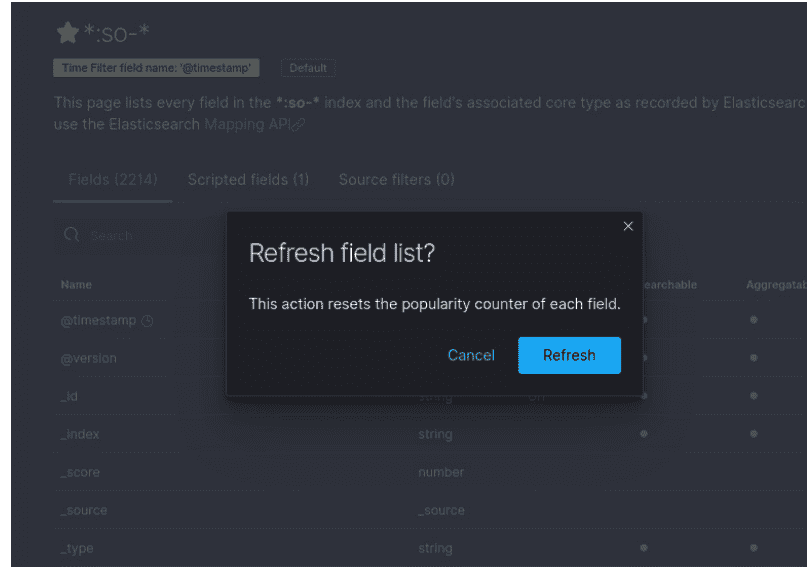 *:so-*
Time Filter field name: '@timestamp' Default
This page lists every field in the *:so-* index and the field's associated core type as recorded by Elasticsearc
use the Elasticsearch Mapping API
Fields (2214) Scripted fields (1) Source filters (0)
Search
Refresh field list?
This action resets the popularity counter of each field.
Cancel Refresh
Name earchable Aggregatab
@timestamp
@version
_id string
_index string
_score number
_source _source
_type string